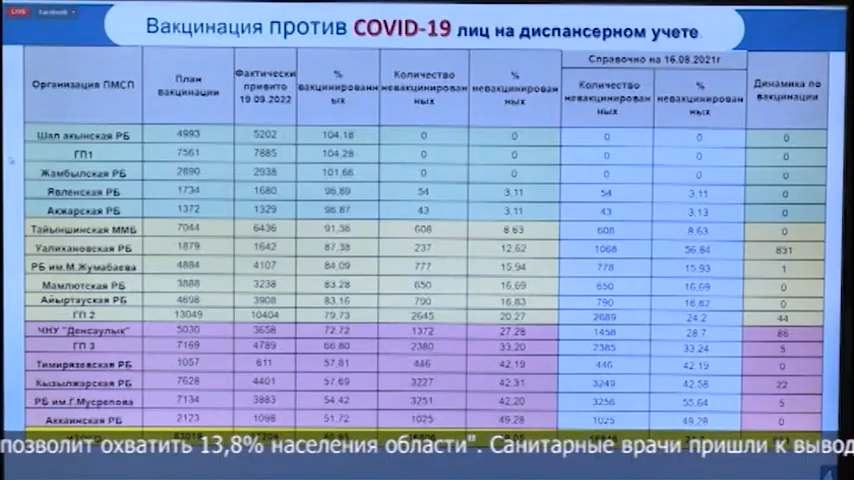 LIVE Facebook
Вакцинация против COVID-19 лиц на диспансерном учете.
Организация ПМСП
План вакцинации
Фактически привито 19.09.2022
% вакцинированных
Количество невакцинированных
% невакцинированных
Справочно на 16.08.2021г
Количество невакцинированных
% невакцинированных
Динамика по вакцинации
Шал акынская РБ 4993 5202 104,18 0 0 0 0 0
ГП1 7561 7885 104,28 0 0 0 0 0
Жамбылская РБ 2890 2938 101,66 0 0 0 0 0
Явленская РБ 1734 1680 96,89 54 3,11 54 3,11 0
Акжарская РБ 1372 1329 96,87 43 3,11 43 3,13 0
Тайыншинская ММБ 7044 6436 91,36 608 8,63 608 8,63 0
Уалихановская РБ 1879 1642 87,38 237 12,62 1068 56,84 831
РБ им.М.Жумабаева 4884 4107 84,09 777 15,94 778 15,93 1
Мамлютская РБ 3888 3238 83,28 650 16,69 650 16,69 0
Айыртауская РБ 4698 3908 83,16 790 16,83 790 16,82 0
ГП 2 13049 10404 79,73 2645 20,27 2689 24,2 44
ЧНУ "Денсаулык" 5030 3658 72,72 1372 27,28 1458 28,7 86
ГП 3 7169 4789 66,80 2380 33,20 2385 33,24 5
Тимирязевская РБ 1057 611 57,81 446 42,19 446 42,19 0
Кызылжарская РБ 7628 4401 57,69 3227 42,31 3249 42,58 22
РБ им.Г.Мусрепова 7134 3883 54,42 3251 42,20 3256 55,64 5
Аккаинская РБ 2123 1098 51,72 1025 49,28 1025 49,28 0
позволит охватить 13,8% населения области". Санитарные врачи пришли к вывод